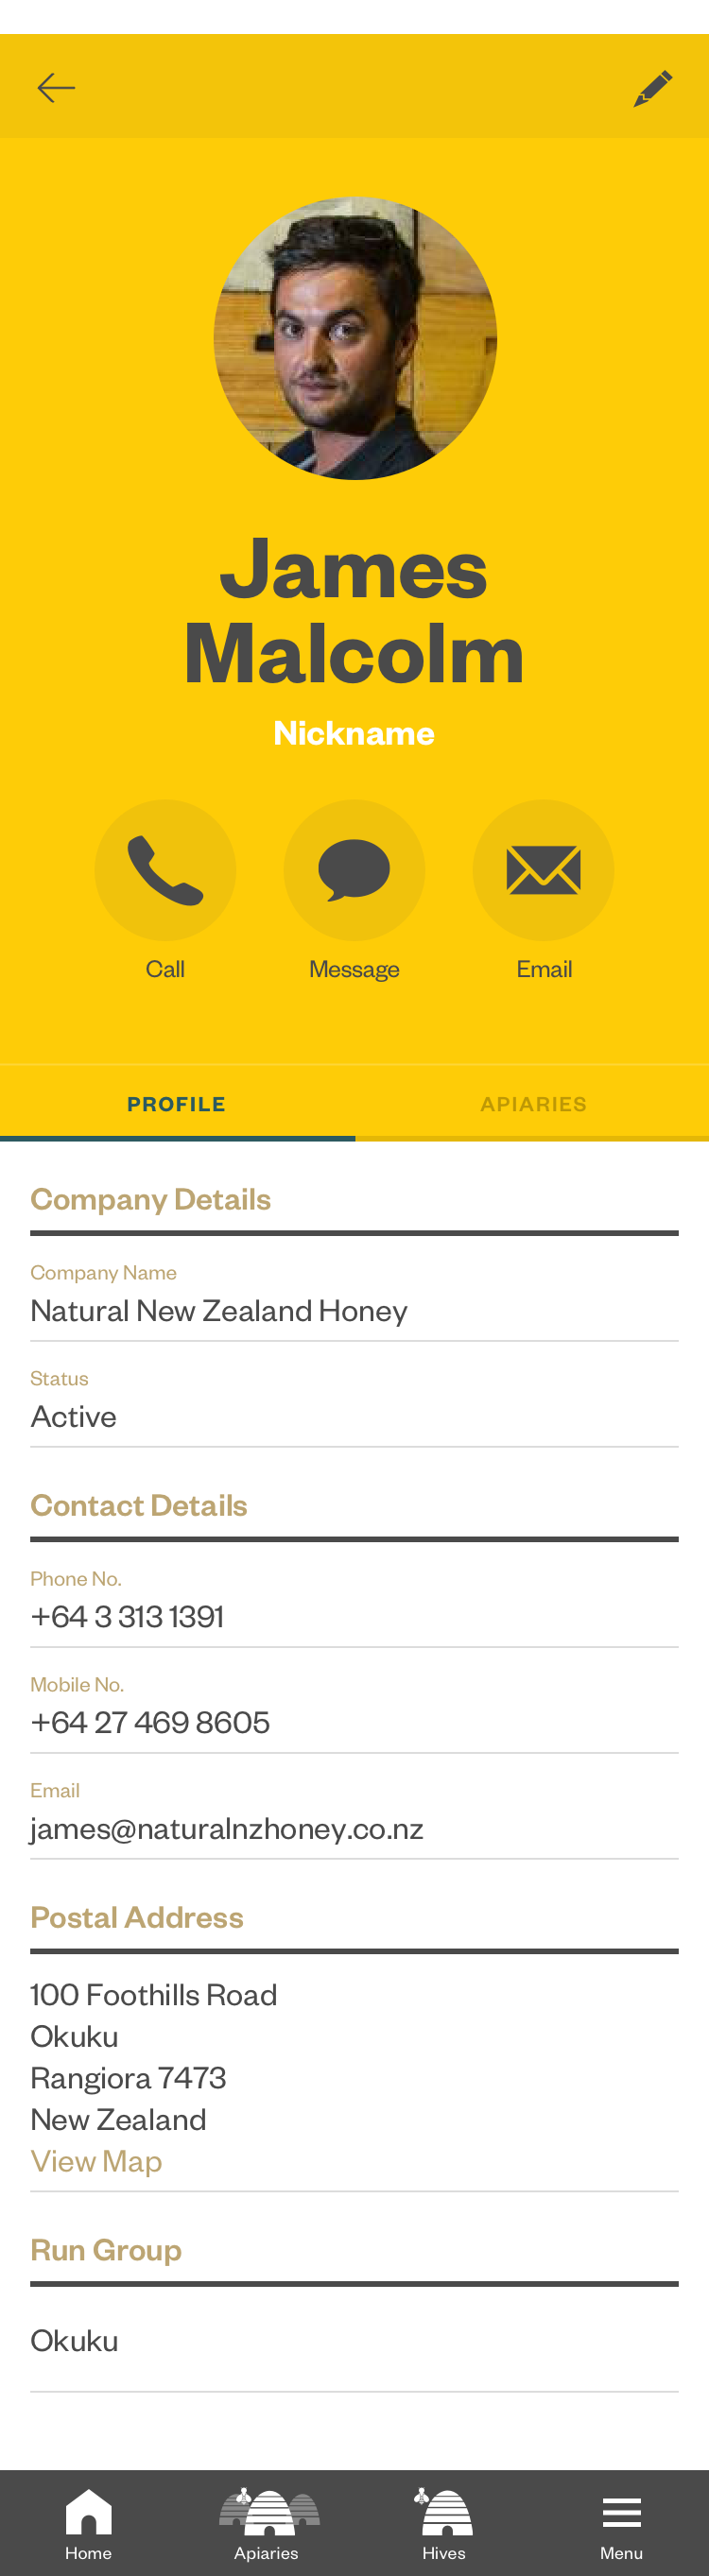 James
Malcolm
Nickname
Call Message Email
PROFILE APIARIES
Company Details
Company Name
Natural New Zealand Honey
Status
Active
Contact Details
Phone No.
+64 3 313 1391
Mobile No.
+64 27 469 8605
Email
james@naturalnzhoney.co.nz
Postal Address
100 Foothills Road
Okuku
Rangiora 7473
New Zealand
View Map
Run Group
Okuku
Home Apiaries Hives Menu